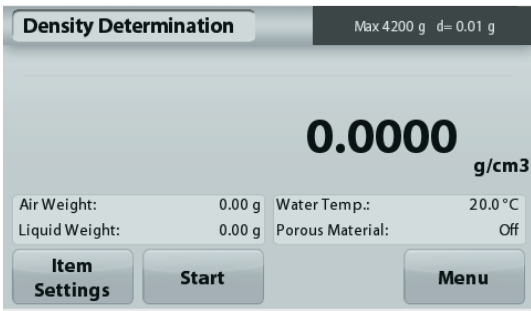 Density Determination
Max 4200 g d= 0.01 g
0.0000
g/cm3
Air Weight: 0.00 g
Water Temp.: 20.0 °C
Liquid Weight: 0.00 g
Porous Material: Off
Item
Settings
Start
Menu